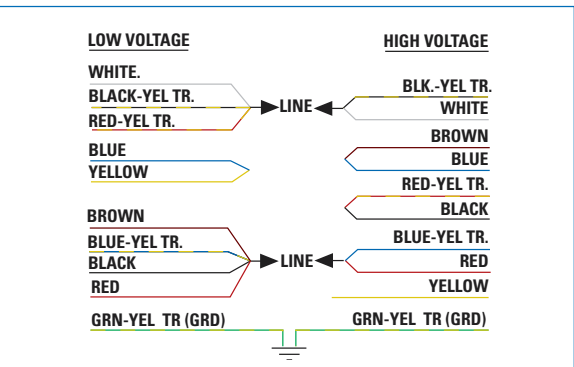 LOW VOLTAGE
WHITE.
BLACK-YEL TR.
RED-YEL TR.
BLUE
YELLOW
BROWN
BLUE-YEL TR.
BLACK
RED
GRN-YEL TR (GRD)
LINE
LINE
HIGH VOLTAGE
BLK.-YEL TR.
WHITE
BROWN
BLUE
RED-YEL TR.
BLACK
BLUE-YEL TR.
RED
YELLOW
GRN-YEL TR (GRD)